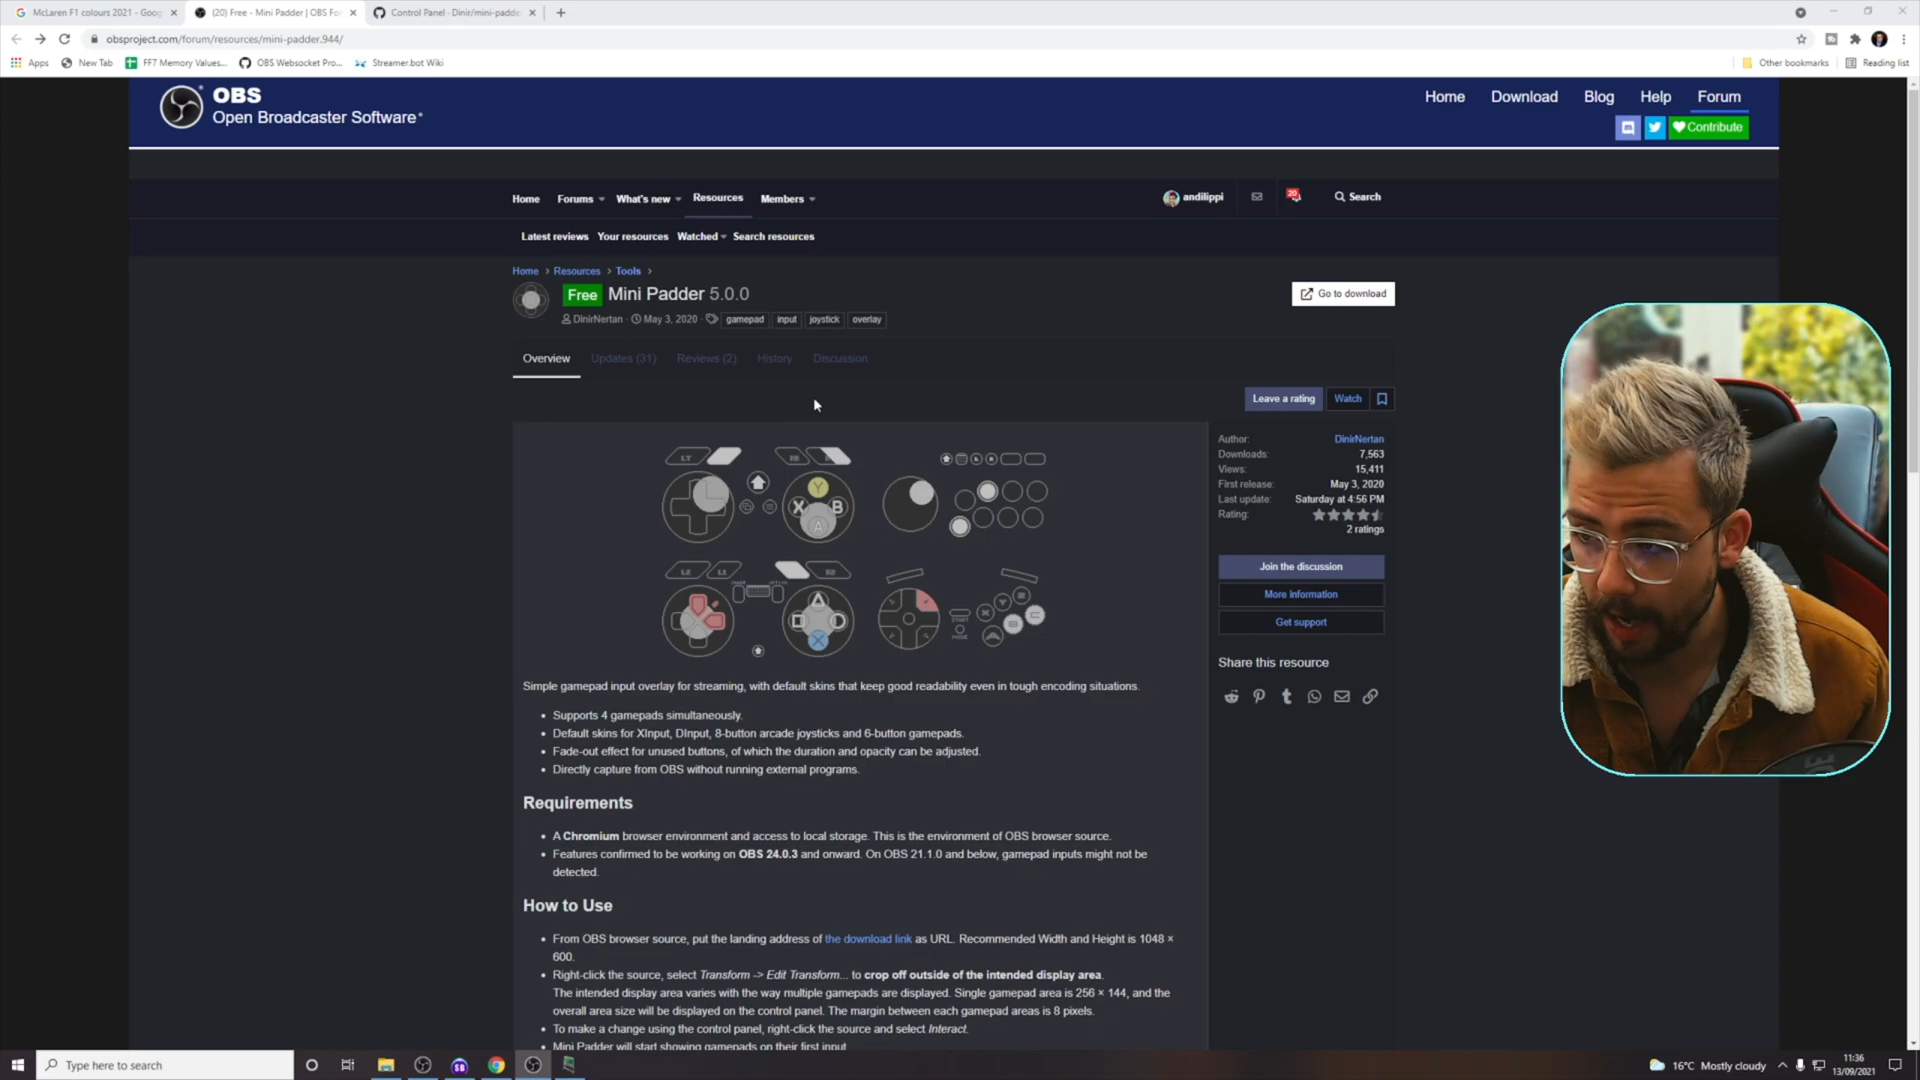 McLaren F1 colours 2021 - Goog
(20) Free - Mini Padder | OBS Fo
Control Panel - Dinir/mini-padde
obsproject.com/forum/resources/mini-padder.944/
Apps
New Tab
FF7 Memory Values...
OBS Websocket Pro...
Streamer.bot Wiki
Other bookmarks
Reading list
OBS
Open Broadcaster Software
Home
Download
Blog
Help
Forum
Contribute
Home
Forums
What's new
Resources
Members
andilippi
20
Search
Latest reviews
Your resources
Watched
Search resources
Home > Resources > Tools >
Free Mini Padder 5.0.0
Go to download
DinirNertan · May 3, 2020 · gamepad input joystick overlay
Overview
Updates (31)
Reviews (2)
History
Discussion
Leave a rating
Watch
LT
Y
X B
A
L2 L1 R2
START
MODE
Author: DinirNertan
Downloads: 7,563
Views: 15,411
First release: May 3, 2020
Last update: Saturday at 4:56 PM
Rating:
2 ratings
Join the discussion
More information
Get support
Share this resource
Simple gamepad input overlay for streaming, with default skins that keep good readability even in tough encoding situations.
• Supports 4 gamepads simultaneously.
• Default skins for XInput, DInput, 8-button arcade joysticks and 6-button gamepads.
• Fade-out effect for unused buttons, of which the duration and opacity can be adjusted.
• Directly capture from OBS without running external programs.
Requirements
• A Chromium browser environment and access to local storage. This is the environment of OBS browser source.
• Features confirmed to be working on OBS 24.0.3 and onward. On OBS 21.1.0 and below, gamepad inputs might not be
detected.
How to Use
• From OBS browser source, put the landing address of the download link as URL. Recommended Width and Height is 1048 ×
600.
• Right-click the source, select Transform -> Edit Transform... to crop off outside of the intended display area.
The intended display area varies with the way multiple gamepads are displayed. Single gamepad area is 256 × 144, and the
overall area size will be displayed on the control panel. The margin between each gamepad areas is 8 pixels.
• To make a change using the control panel, right-click the source and select Interact.
• Mini Padder will start showing gamepads on their first input
Type here to search
16°C Mostly cloudy
11:36
13/09/2021